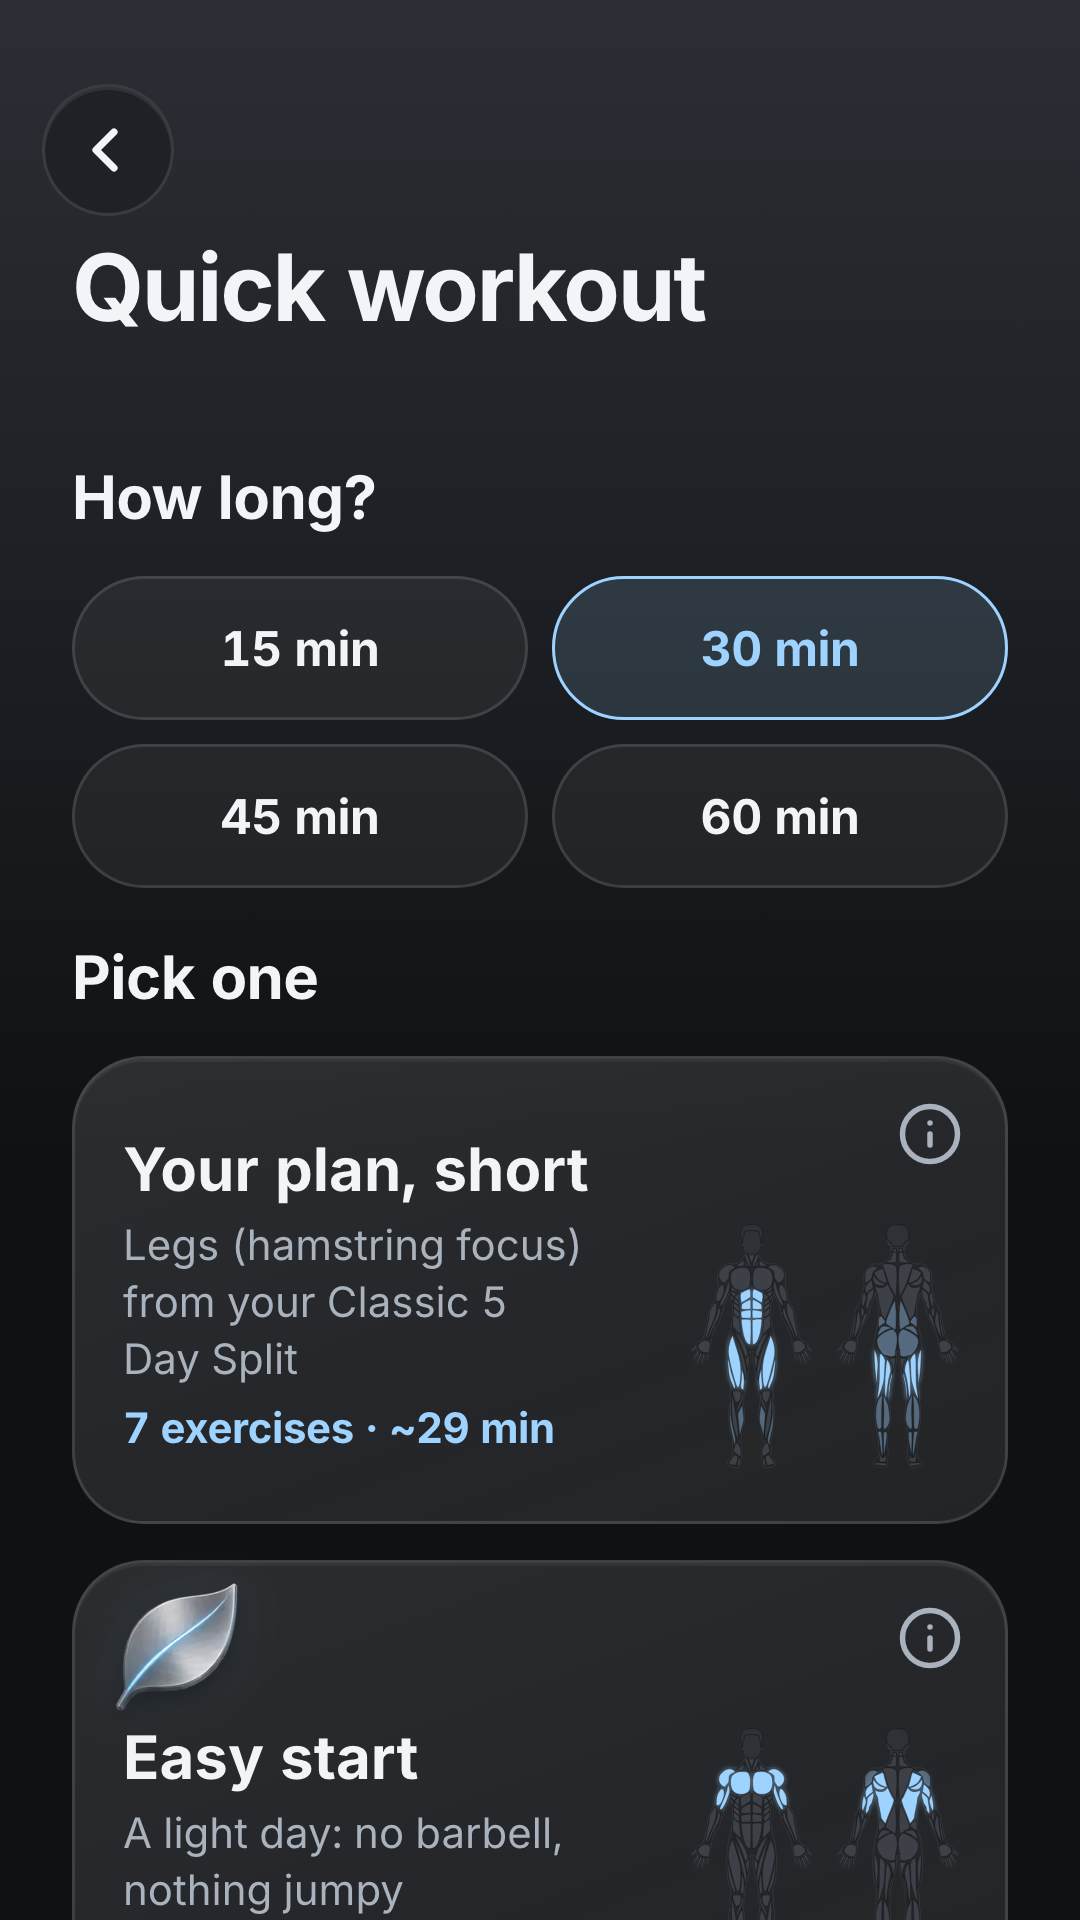 Quick workout
How long?
15 min
30 min
45 min
60 min
Pick one
Your plan, short
Legs (hamstring focus)
from your Classic 5
Day Split
7 exercises · ~29 min
Easy start
A light day: no barbell,
nothing jumpy